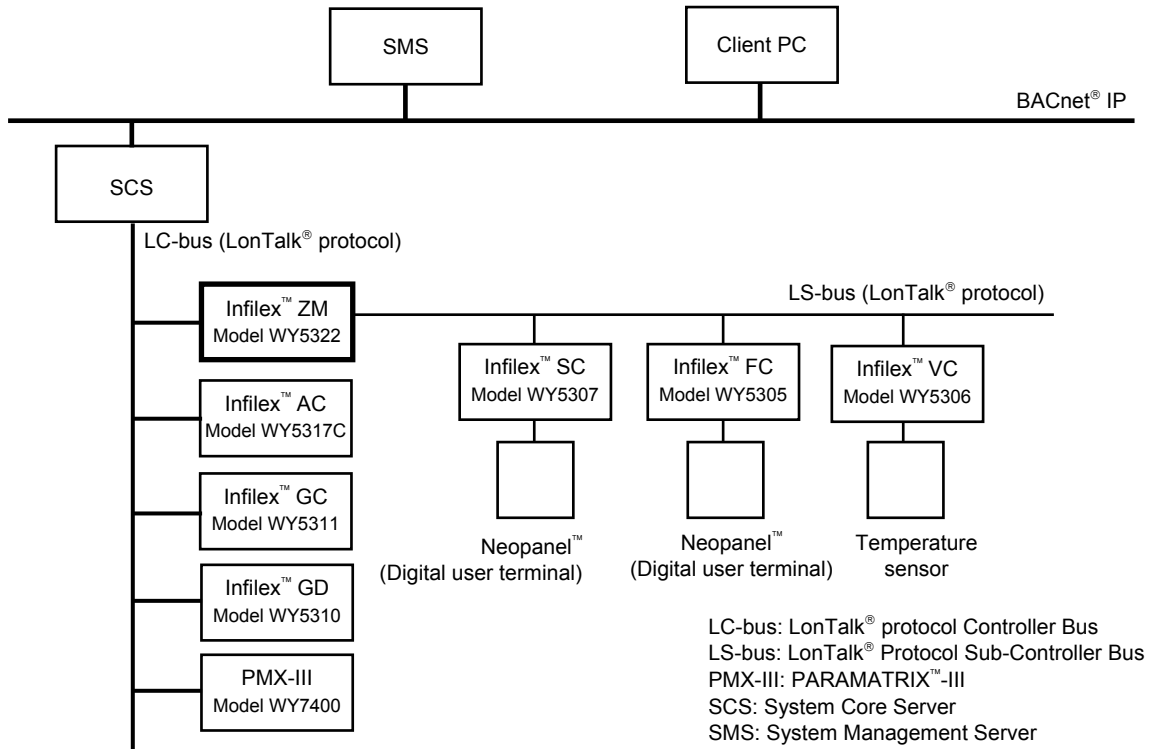 SMS
Client PC
BACnet® IP
SCS
LC-bus (LonTalk® protocol)
Infilex™ ZM
Model WY5322
LS-bus (LonTalk® protocol)
Infilex™ SC
Model WY5307
Infilex™ FC
Model WY5305
Infilex™ VC
Model WY5306
Infilex™ AC
Model WY5317C
Infilex™ GC
Model WY5311
Neopanel™
(Digital user terminal)
Neopanel™
(Digital user terminal)
Temperature
sensor
Infilex™ GD
Model WY5310
PMX-III
Model WY7400
LC-bus: LonTalk® protocol Controller Bus
LS-bus: LonTalk® Protocol Sub-Controller Bus
PMX-III: PARAMATRIX™-III
SCS: System Core Server
SMS: System Management Server